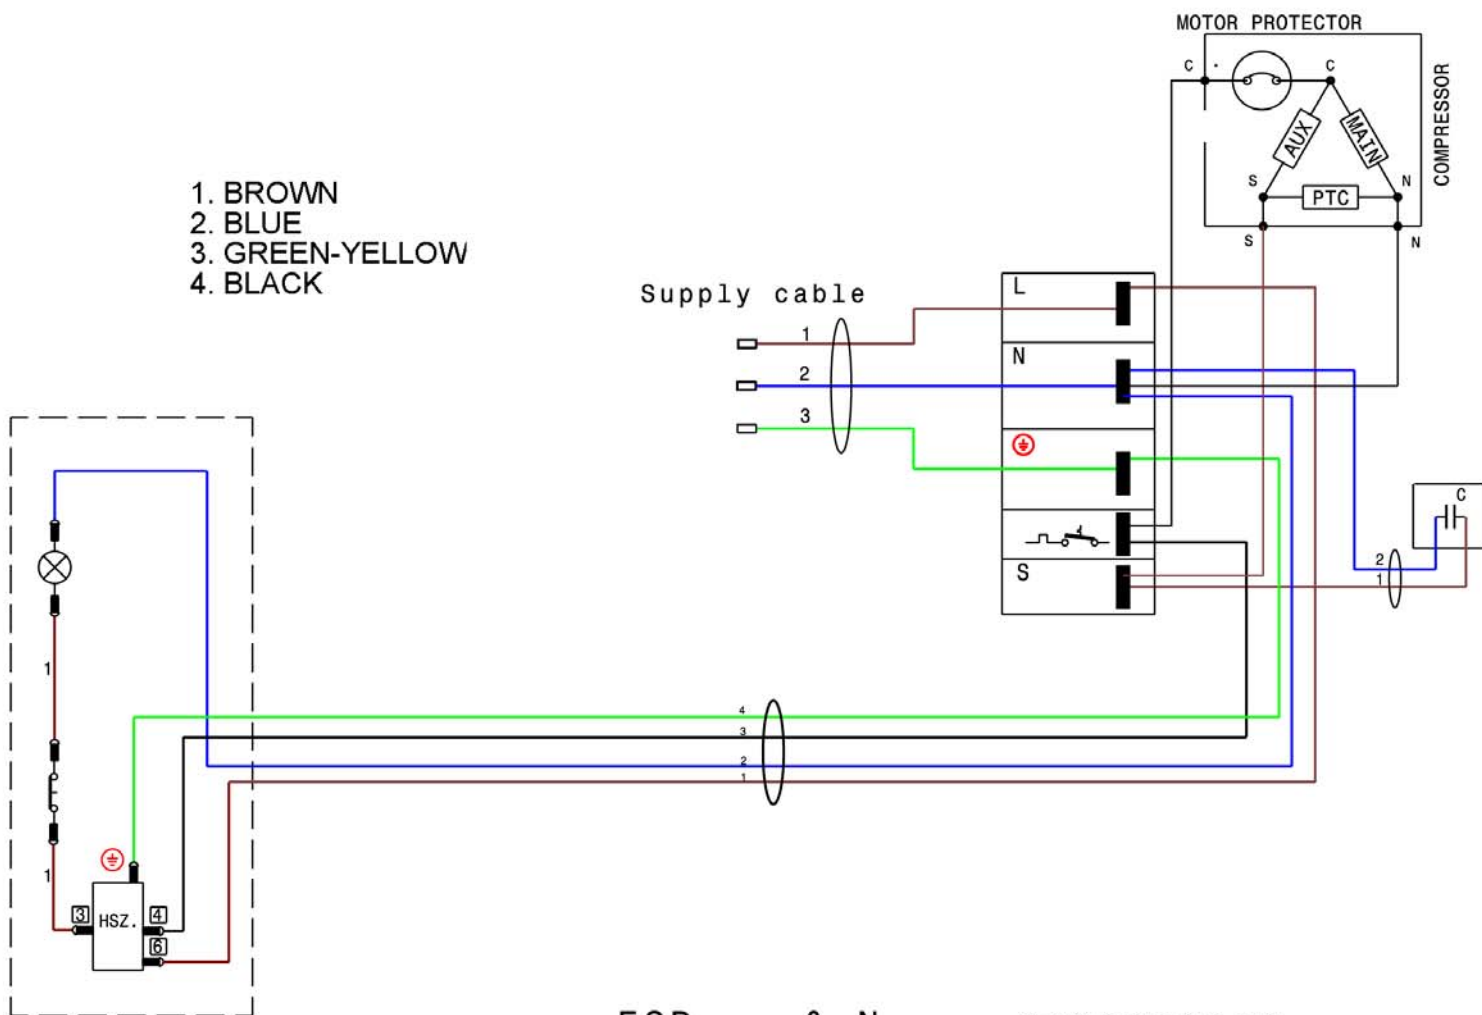 MOTOR PROTECTOR
C
C
COMPRESSOR
AUX
MAIN
S
N
PTC
S
N
1. BROWN
2. BLUE
3. GREEN-YELLOW
4. BLACK
Supply cable
L
1
N
2
3
C
S
2
1
1
4
3
2
1
1
3
HSZ.
4
6